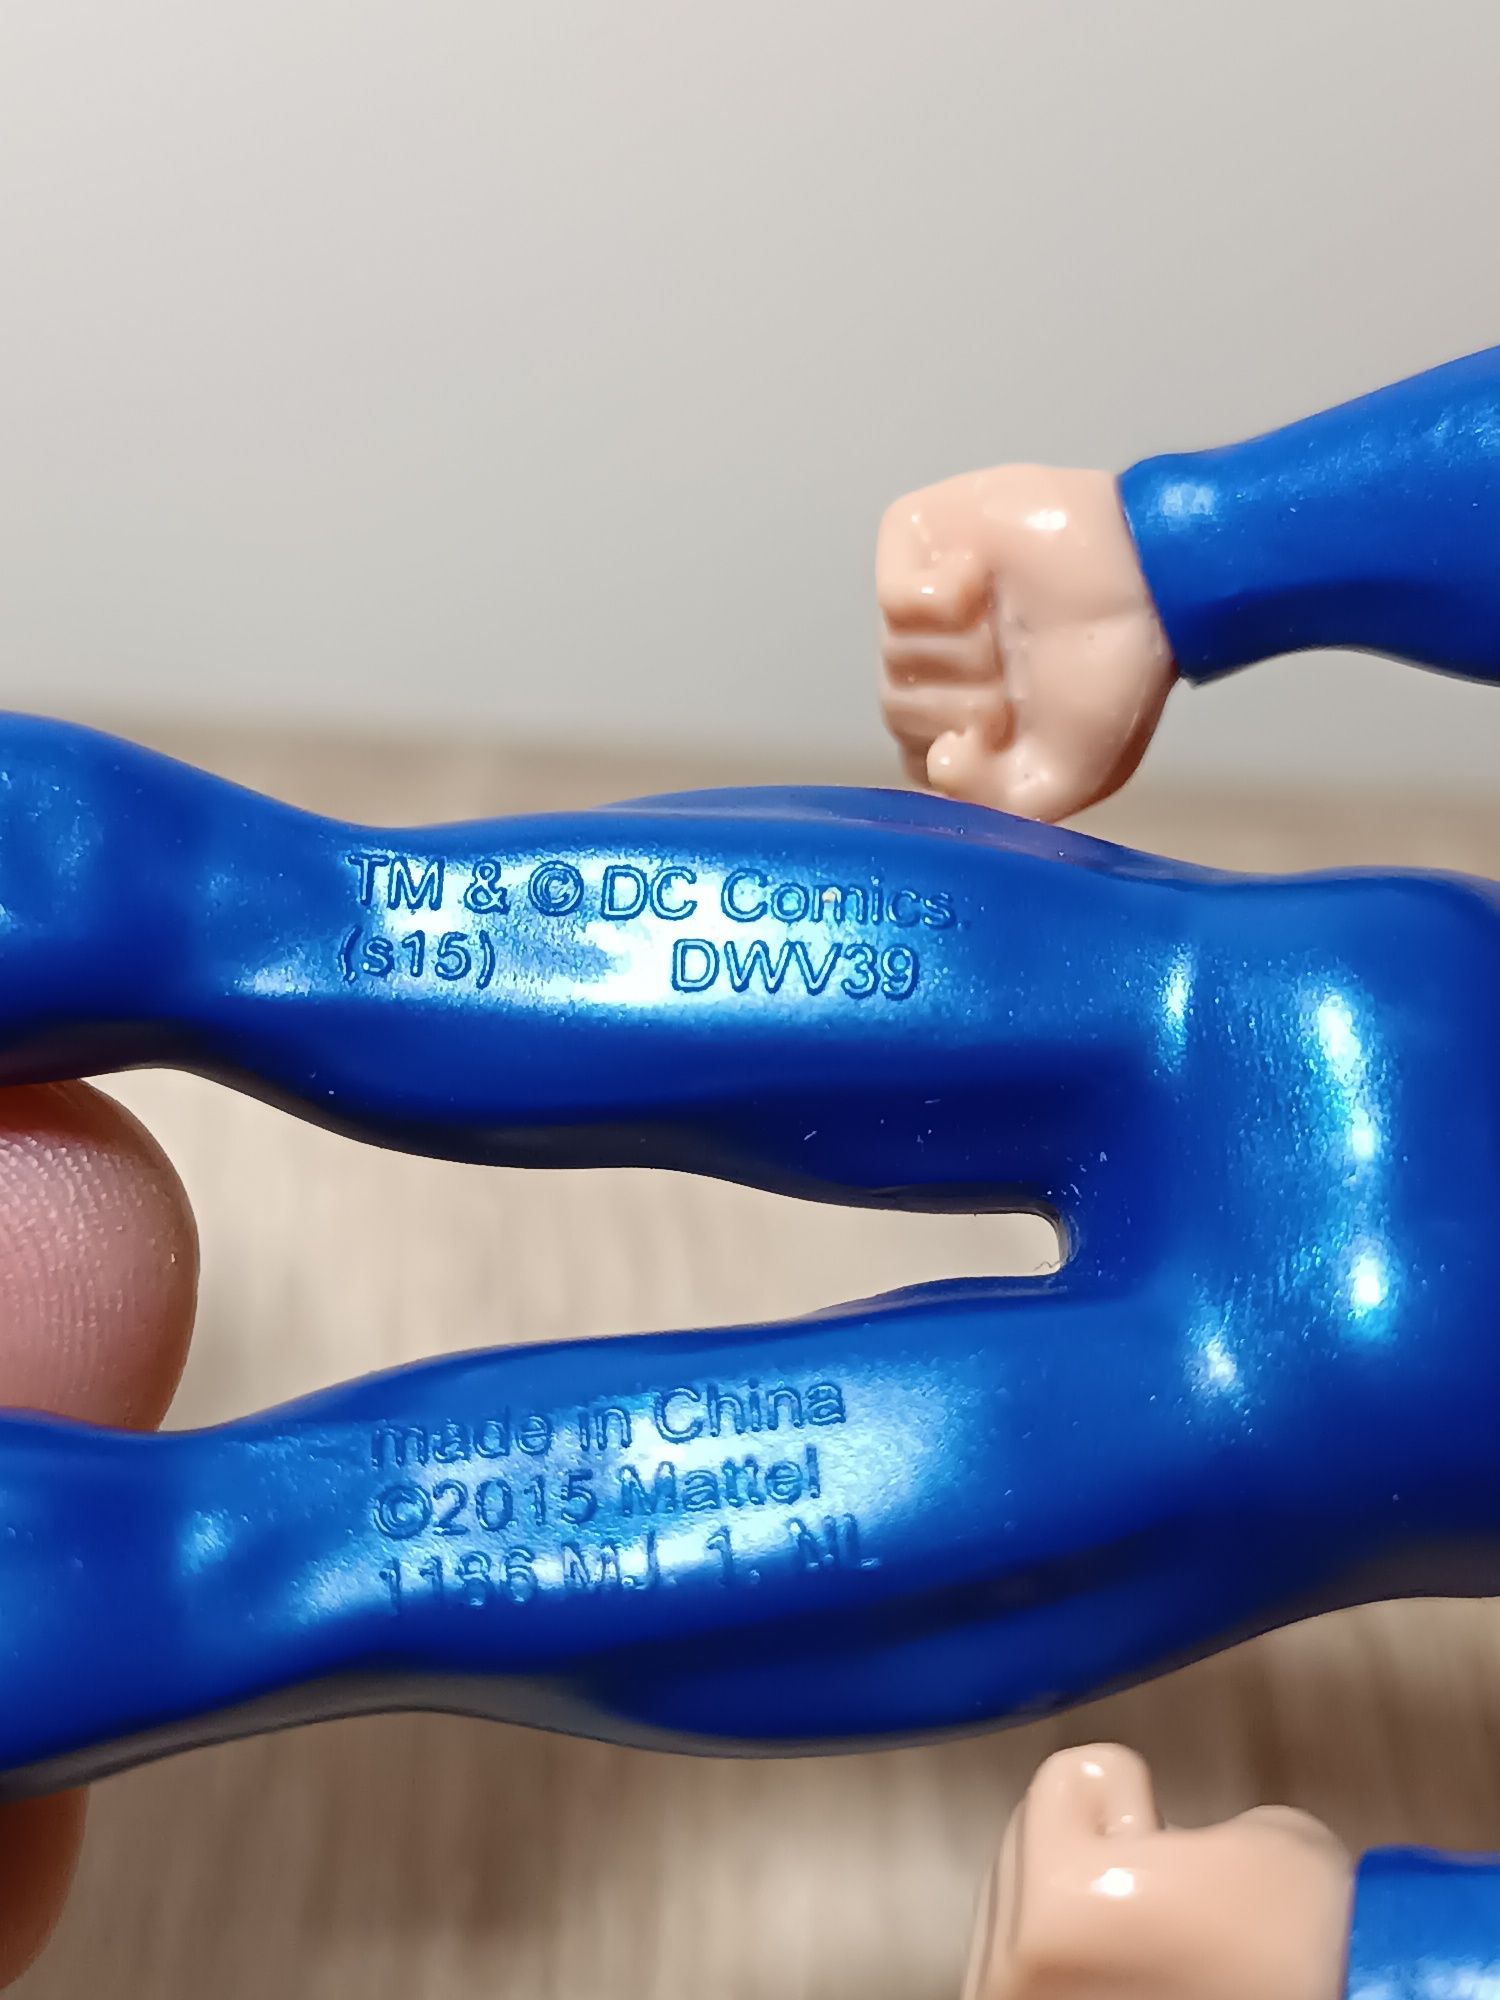 TM & © DC Comics.
(s15) DWV39
made in China
©2015 Mattel
1186 MJ. 1. NL